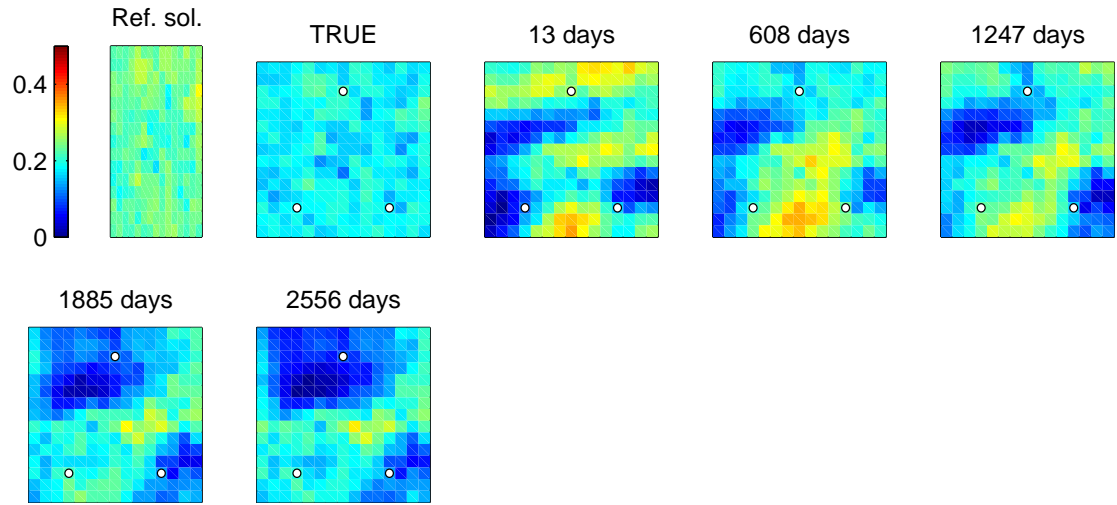 Ref. sol.
TRUE
13 days
608 days
1247 days
0.4
0.2
0
1885 days
2556 days